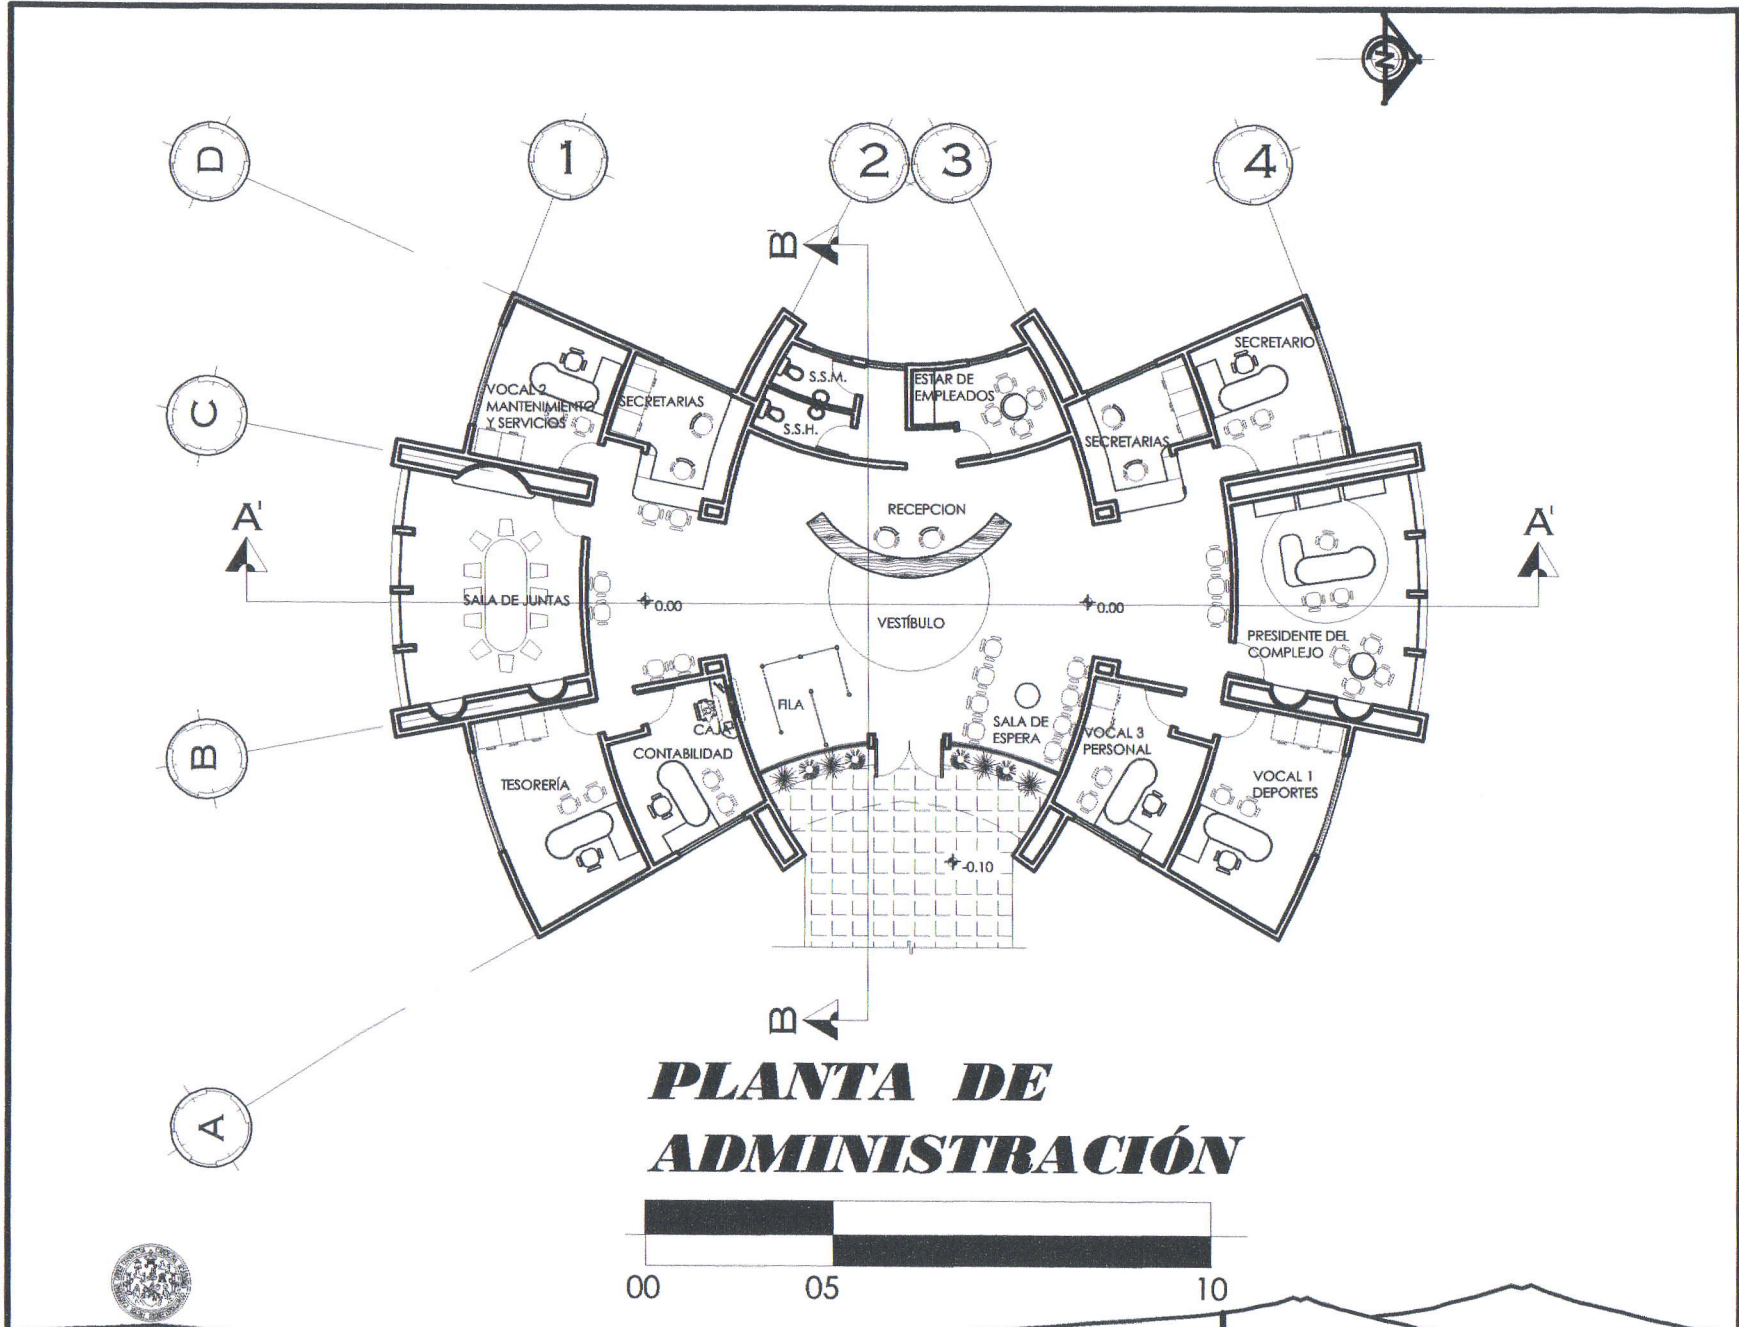 N
D
1
2
3
4
B'
C
SECRETARIO
VOCAL 2
MANTENIMIENTO
Y SERVICIOS
SECRETARIAS
S.S.M.
S.S.H.
ESTAR DE
EMPLEADOS
SECRETARIAS
A'
RECEPCION
A'
SALA DE JUNTAS
0.00
VESTÍBULO
0.00
PRESIDENTE DEL
COMPLEJO
FILA
SALA DE
ESPERA
CAJA
CONTABILIDAD
VOCAL 3
PERSONAL
B
TESORERÍA
VOCAL 1
DEPORTES
-0.10
B
A
PLANTA DE
ADMINISTRACIÓN
00 05 10